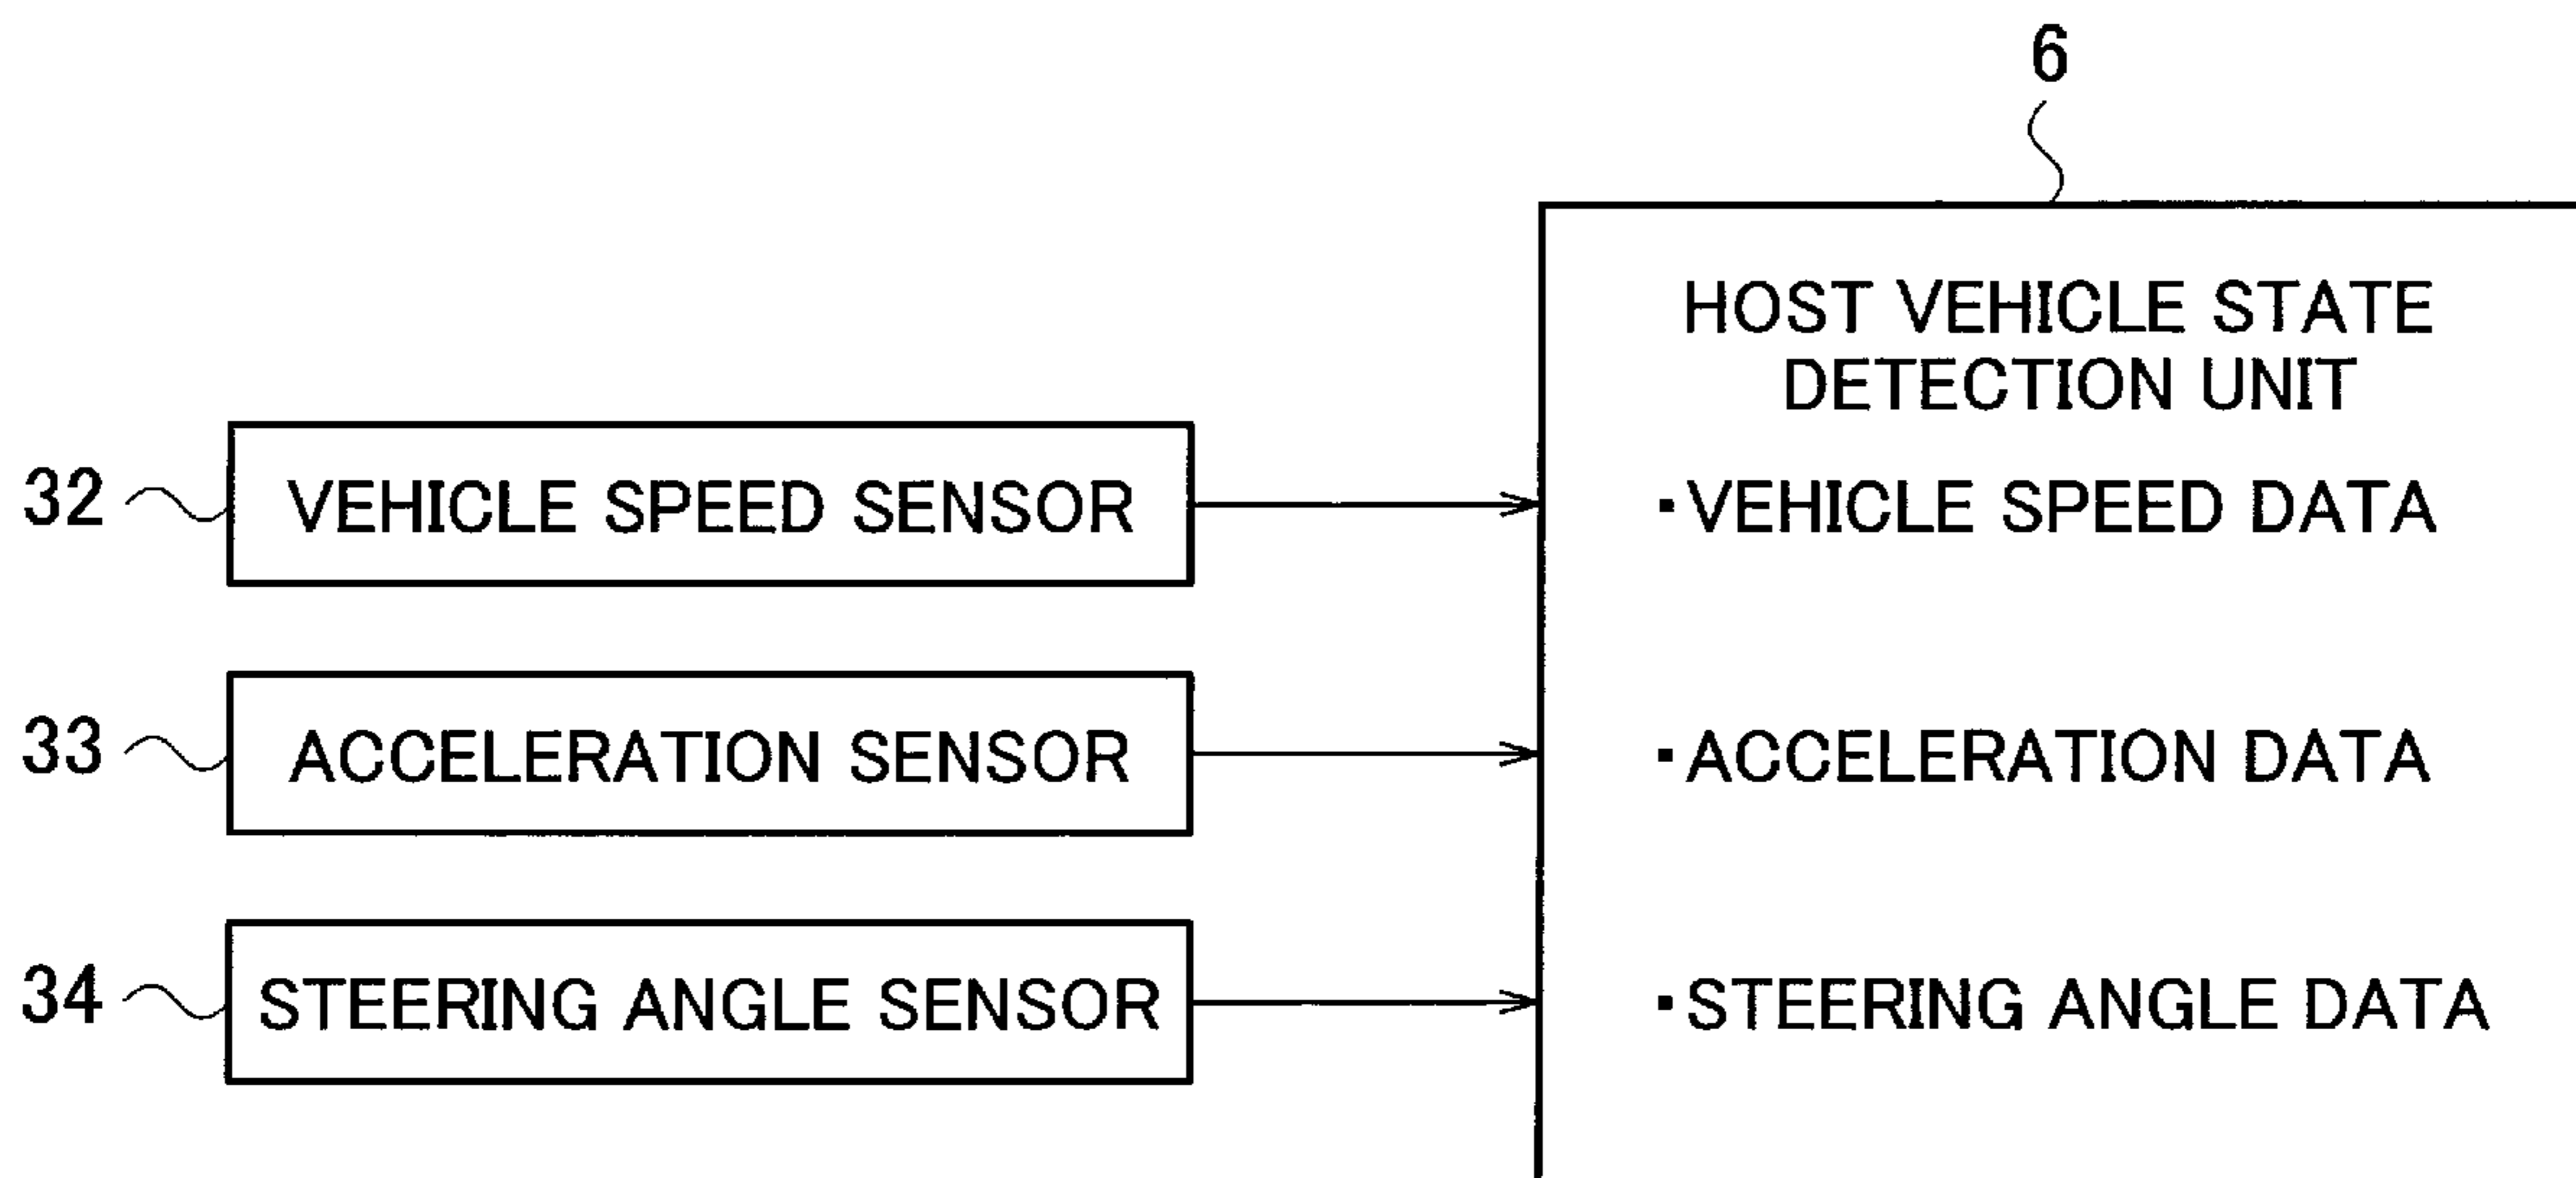 6
HOST VEHICLE STATE
DETECTION UNIT
32 VEHICLE SPEED SENSOR
・VEHICLE SPEED DATA
33 ACCELERATION SENSOR
・ACCELERATION DATA
34 STEERING ANGLE SENSOR
・STEERING ANGLE DATA